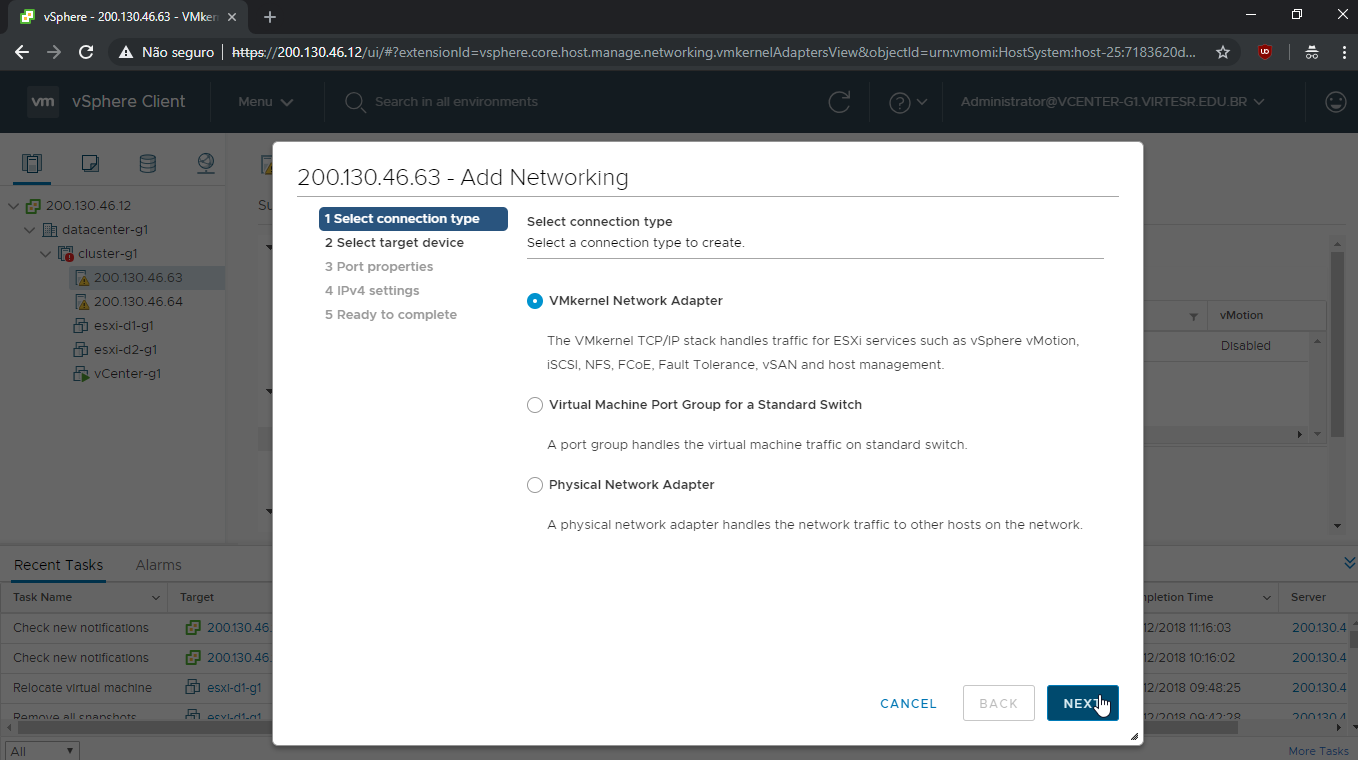 vSphere - 200.130.46.63 - VMker
Não seguro
https://200.130.46.12/ui/#?extensionId=vsphere.core.host.manage.networking.vmkernelAdaptersView&objectId=urn:vmomi:HostSystem:host-25:7183620d...
vm vSphere Client
Menu
Search in all environments
Administrator@VCENTER-G1.VIRTESR.EDU.BR
200.130.46.12
datacenter-g1
cluster-g1
200.130.46.63
200.130.46.64
esxi-d1-g1
esxi-d2-g1
vCenter-g1
Su
200.130.46.63 - Add Networking
1 Select connection type
2 Select target device
3 Port properties
4 IPv4 settings
5 Ready to complete
Select connection type
Select a connection type to create.
VMkernel Network Adapter
The VMkernel TCP/IP stack handles traffic for ESXi services such as vSphere vMotion,
iSCSI, NFS, FCoE, Fault Tolerance, vSAN and host management.
Virtual Machine Port Group for a Standard Switch
A port group handles the virtual machine traffic on standard switch.
Physical Network Adapter
A physical network adapter handles the network traffic to other hosts on the network.
CANCEL
BACK
NEXT
vMotion
Disabled
Recent Tasks
Alarms
Task Name
Target
mpletion Time
Server
Check new notifications
200.130.46.
12/2018 11:16:03
200.130.4
Check new notifications
200.130.46.
12/2018 10:16:02
200.130.4
Relocate virtual machine
esxi-d1-g1
12/2018 09:48:25
200.130.4
Remove all snapshots
esxi-d1-g1
12/2018 09:42:28
200.130.4
All
More Tasks